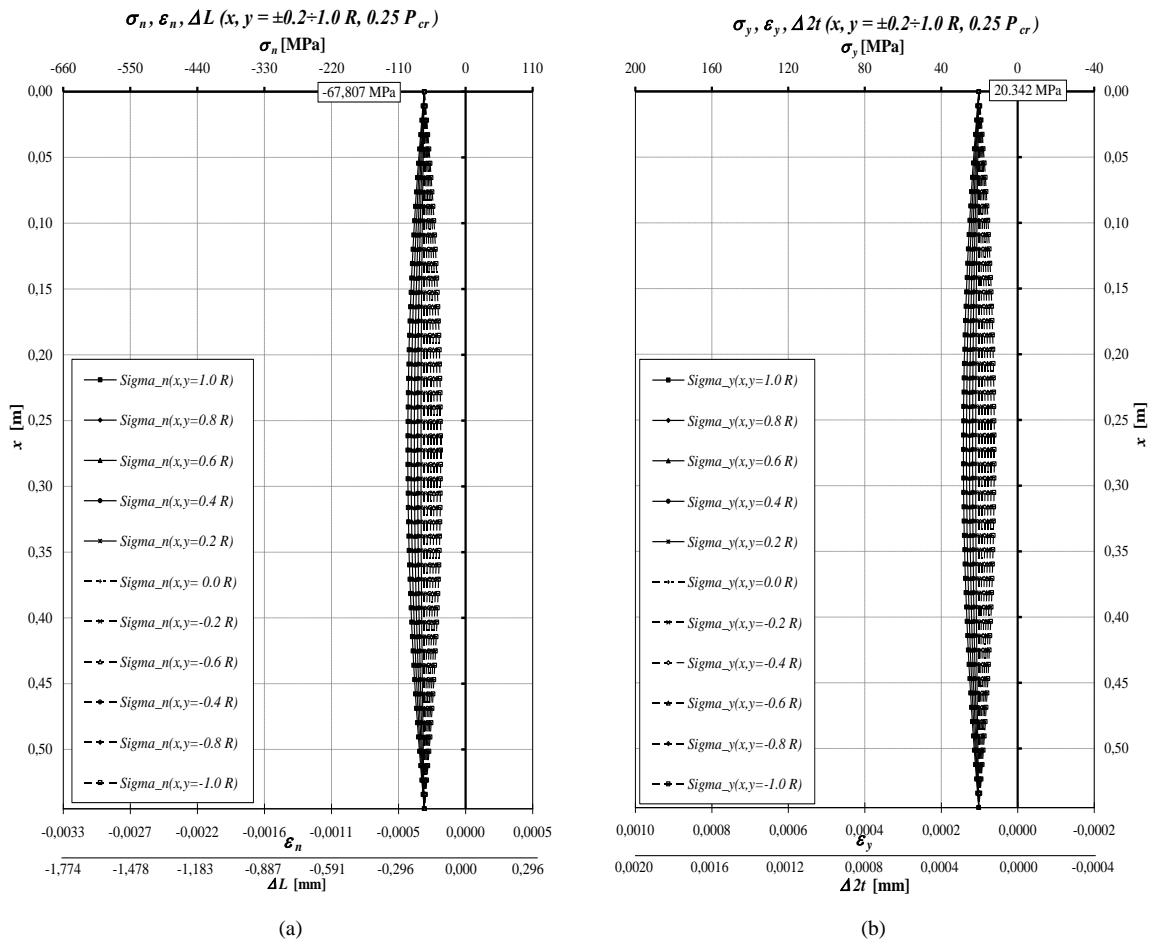 σn, εn, ΔL (x, y = ±0.2÷1.0 R, 0.25 Pcr)
σn [MPa]
-660 -550 -440 -330 -220 -110 0 110
-67,807 MPa
0,00
0,05
0,10
0,15
0,20
0,25
0,30
0,35
0,40
0,45
0,50
x [m]
Sigma_n(x,y=1.0 R)
Sigma_n(x,y=0.8 R)
Sigma_n(x,y=0.6 R)
Sigma_n(x,y=0.4 R)
Sigma_n(x,y=0.2 R)
Sigma_n(x,y= 0.0 R)
Sigma_n(x,y=-0.2 R)
Sigma_n(x,y=-0.6 R)
Sigma_n(x,y=-0.4 R)
Sigma_n(x,y=-0.8 R)
Sigma_n(x,y=-1.0 R)
-0,0033 -0,0027 -0,0022 -0,0016 -0,0011 -0,0005 0,0000 0,0005
εn
-1,774 -1,478 -1,183 -0,887 -0,591 -0,296 0,000 0,296
ΔL [mm]
(a)
σy, εy, Δ2t (x, y = ±0.2÷1.0 R, 0.25 Pcr)
σy [MPa]
200 160 120 80 40 0 -40
20.342 MPa
0,00
0,05
0,10
0,15
0,20
0,25
0,30
0,35
0,40
0,45
0,50
x [m]
Sigma_y(x,y=1.0 R)
Sigma_y(x,y=0.8 R)
Sigma_y(x,y=0.6 R)
Sigma_y(x,y=0.4 R)
Sigma_y(x,y=0.2 R)
Sigma_y(x,y=0.0 R)
Sigma_y(x,y=-0.2 R)
Sigma_y(x,y=-0.4 R)
Sigma_y(x,y=-0.6 R)
Sigma_y(x,y=-0.8 R)
Sigma_y(x,y=-1.0 R)
0,0010 0,0008 0,0006 0,0004 0,0002 0,0000 -0,0002
εy
0,0020 0,0016 0,0012 0,0008 0,0004 0,0000 -0,0004
Δ2t [mm]
(b)